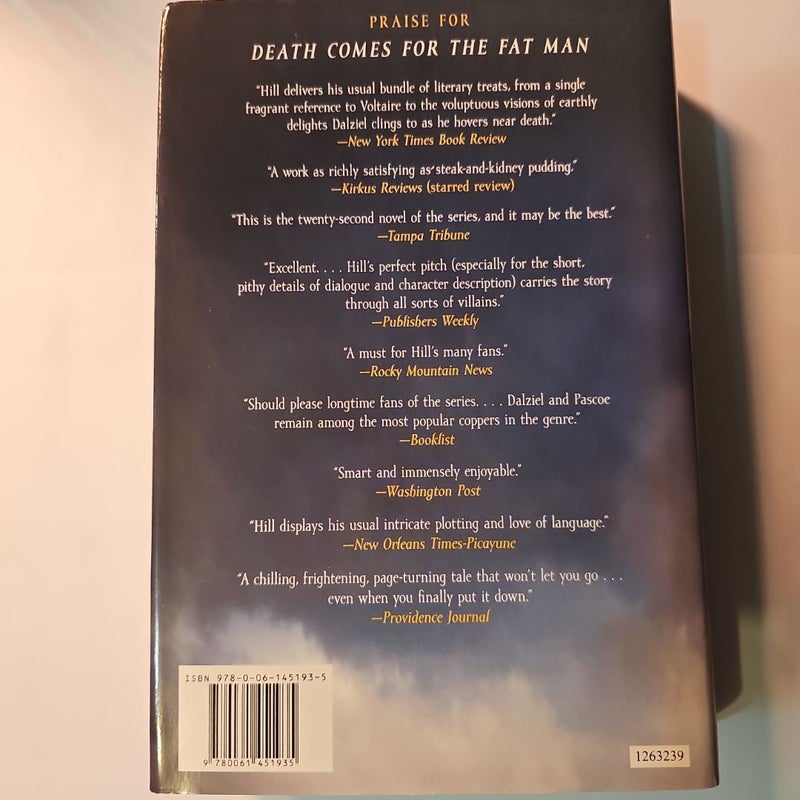 PRAISE FOR
DEATH COMES FOR THE FAT MAN
“Hill delivers his usual bundle of literary treats, from a single
fragrant reference to Voltaire to the voluptuous visions of earthly
delights Dalziel clings to as he hovers near death.”
—New York Times Book Review
“A work as richly satisfying as steak-and-kidney pudding.”
—Kirkus Reviews (starred review)
“This is the twenty-second novel of the series, and it may be the best.”
—Tampa Tribune
“Excellent. . . . Hill’s perfect pitch (especially for the short,
pithy details of dialogue and character description) carries the story
through all sorts of villains.”
—Publishers Weekly
“A must for Hill’s many fans.”
—Rocky Mountain News
“Should please longtime fans of the series. . . . Dalziel and Pascoe
remain among the most popular coppers in the genre.”
—Booklist
“Smart and immensely enjoyable.”
—Washington Post
“Hill displays his usual intricate plotting and love of language.”
—New Orleans Times-Picayune
“A chilling, frightening, page-turning tale that won’t let you go . . .
even when you finally put it down.”
—Providence Journal
ISBN 978-0-06-145193-5
9 780061 451935
1263239